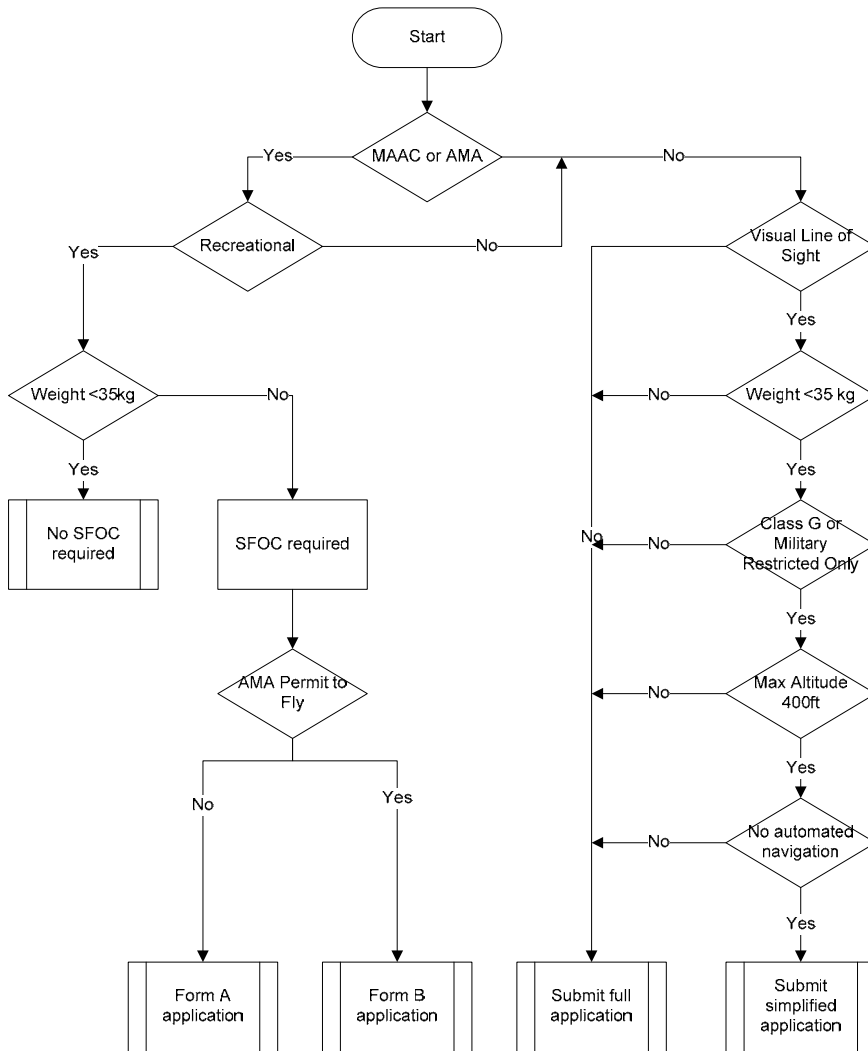 Start
MAAC or AMA
Yes
No
Recreational
Yes
No
Visual Line of
Sight
Yes
Weight <35kg
No
Weight <35 kg
No
Yes
Yes
No SFOC
required
SFOC required
Class G or
Military
Restricted Only
No
No
Yes
AMA Permit to
Fly
Max Altitude
400ft
No
Yes
No
Yes
No automated
navigation
No
Yes
Form A
application
Form B
application
Submit full
application
Submit
simplified
application